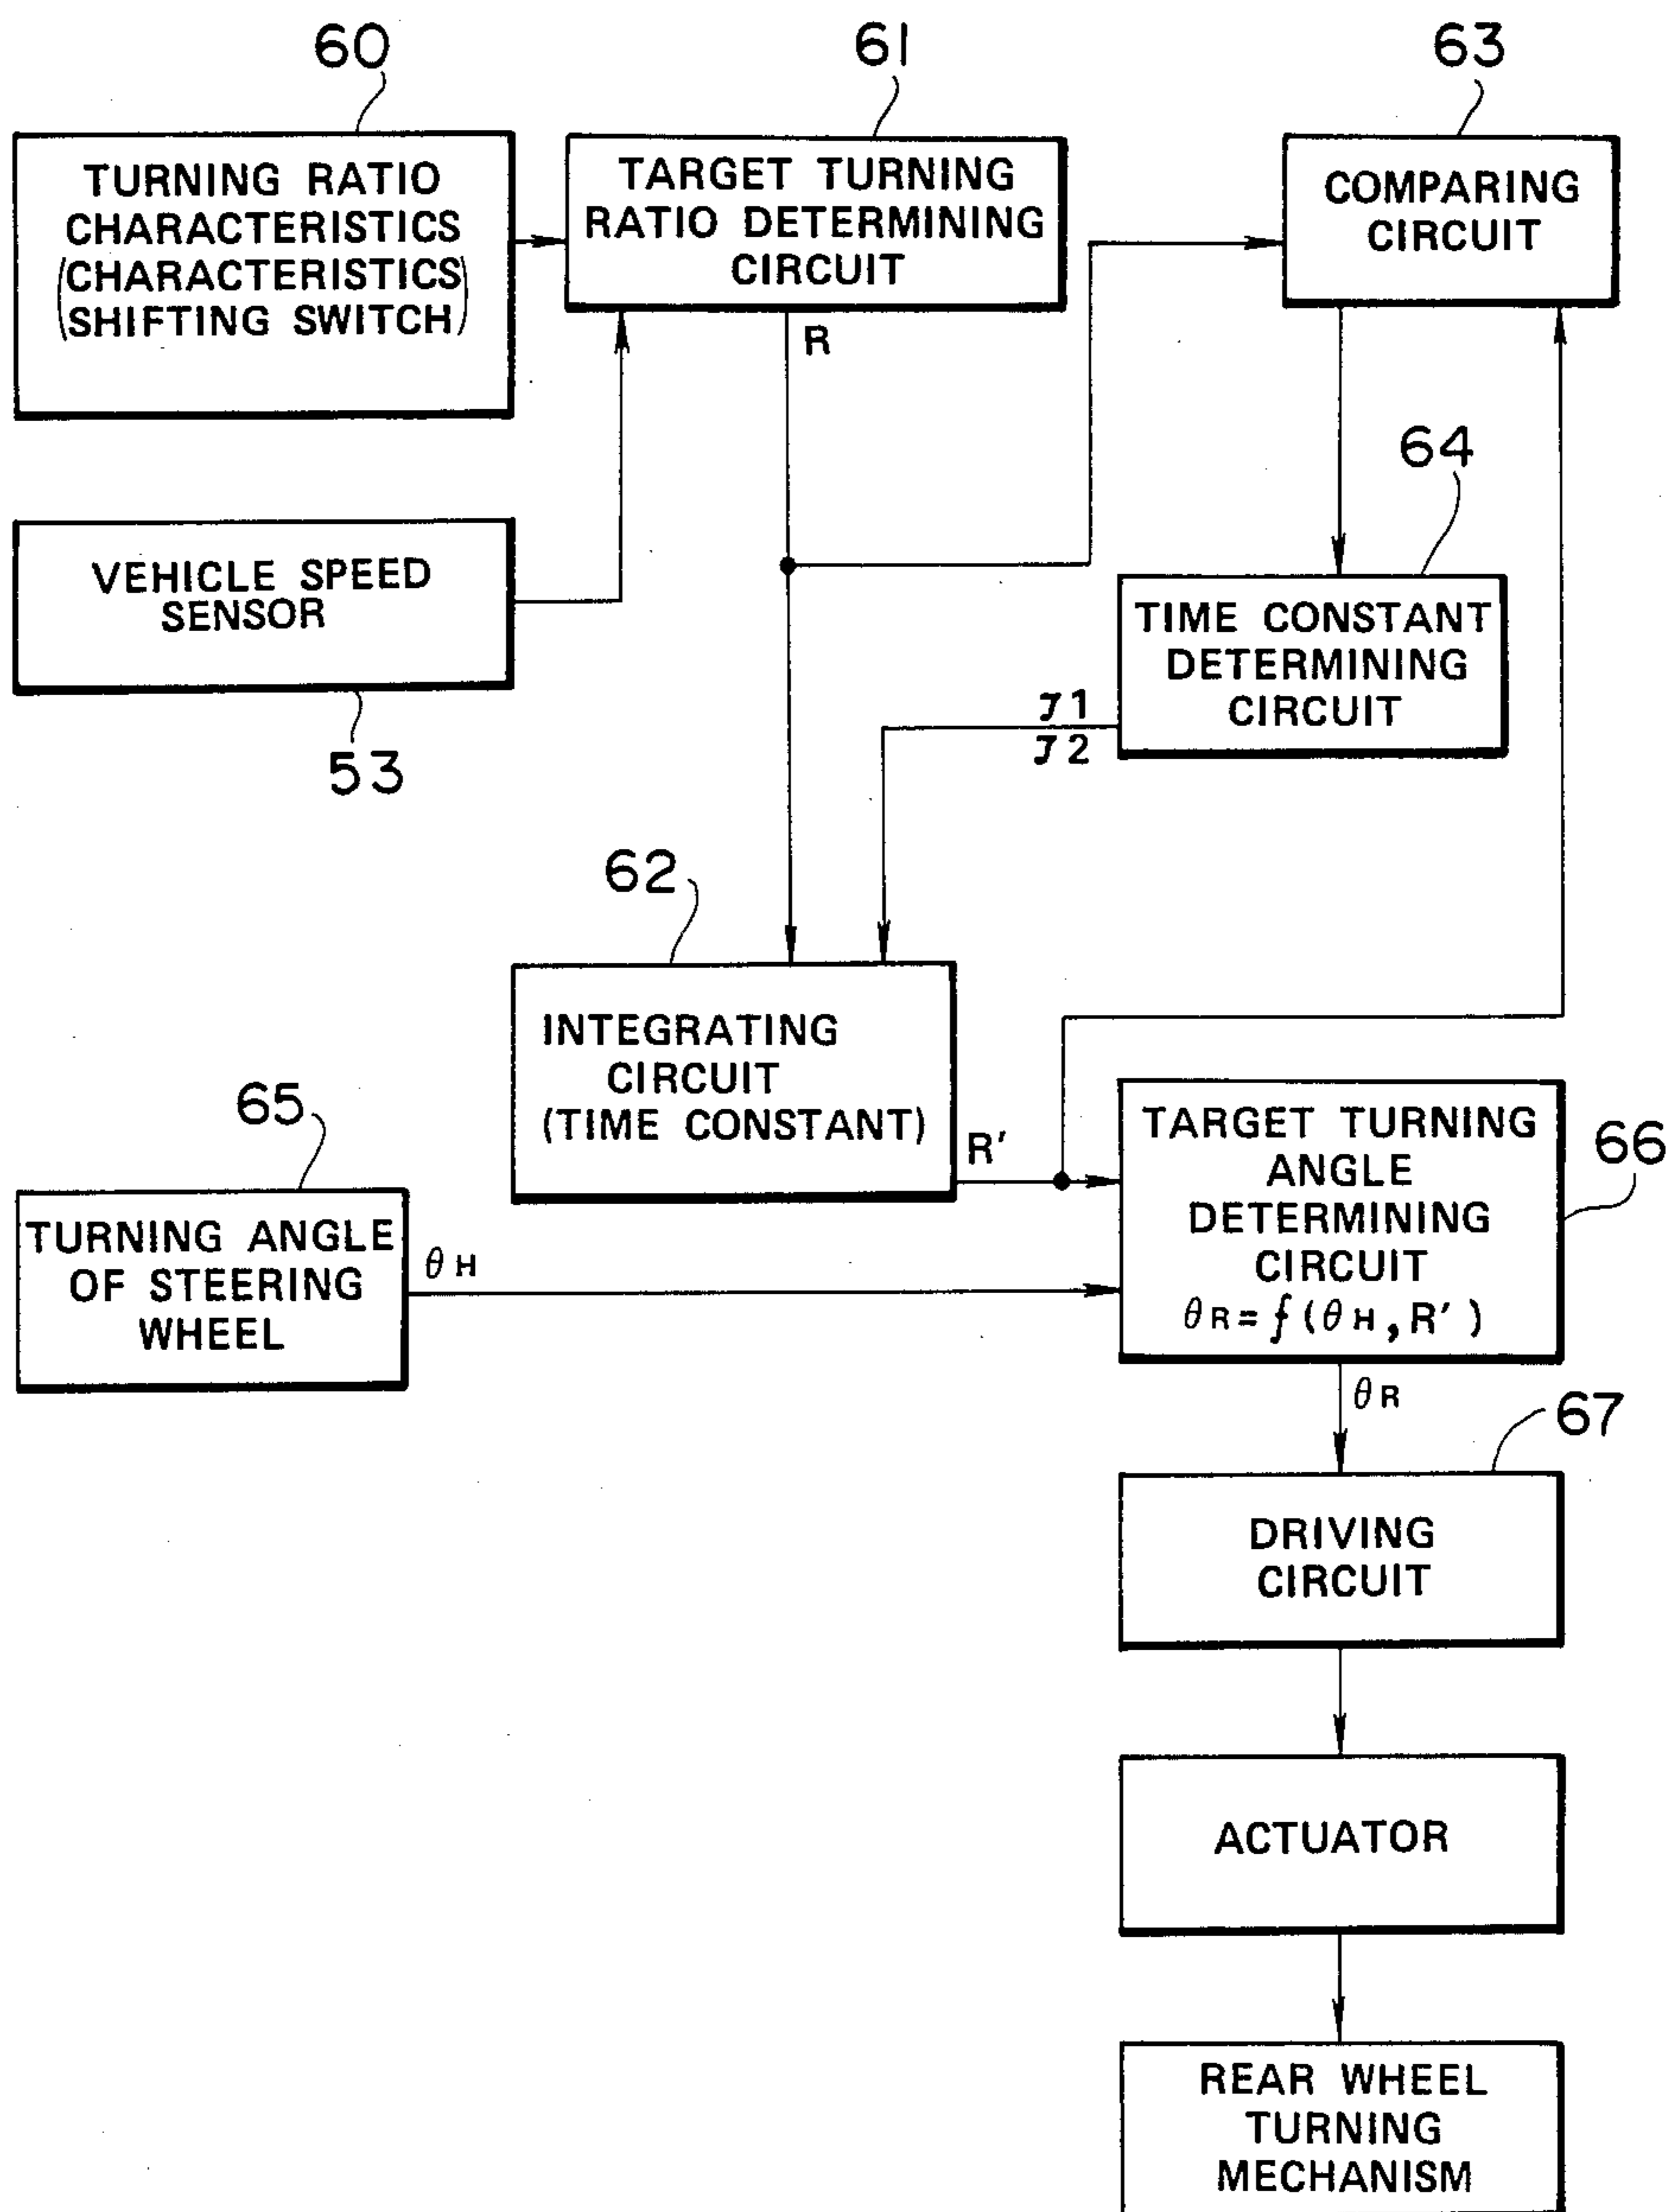 60
61
63
TURNING RATIO
CHARACTERISTICS
(CHARACTERISTICS
SHIFTING SWITCH)
TARGET TURNING
RATIO DETERMINING
CIRCUIT
COMPARING
CIRCUIT
R
64
VEHICLE SPEED
SENSOR
53
TIME CONSTANT
DETERMINING
CIRCUIT
τ1
τ2
62
INTEGRATING
CIRCUIT
(TIME CONSTANT)
R'
65
TURNING ANGLE
OF STEERING
WHEEL
θH
TARGET TURNING
ANGLE
DETERMINING
CIRCUIT
θR=f(θH,R')
66
θR
67
DRIVING
CIRCUIT
ACTUATOR
REAR WHEEL
TURNING
MECHANISM